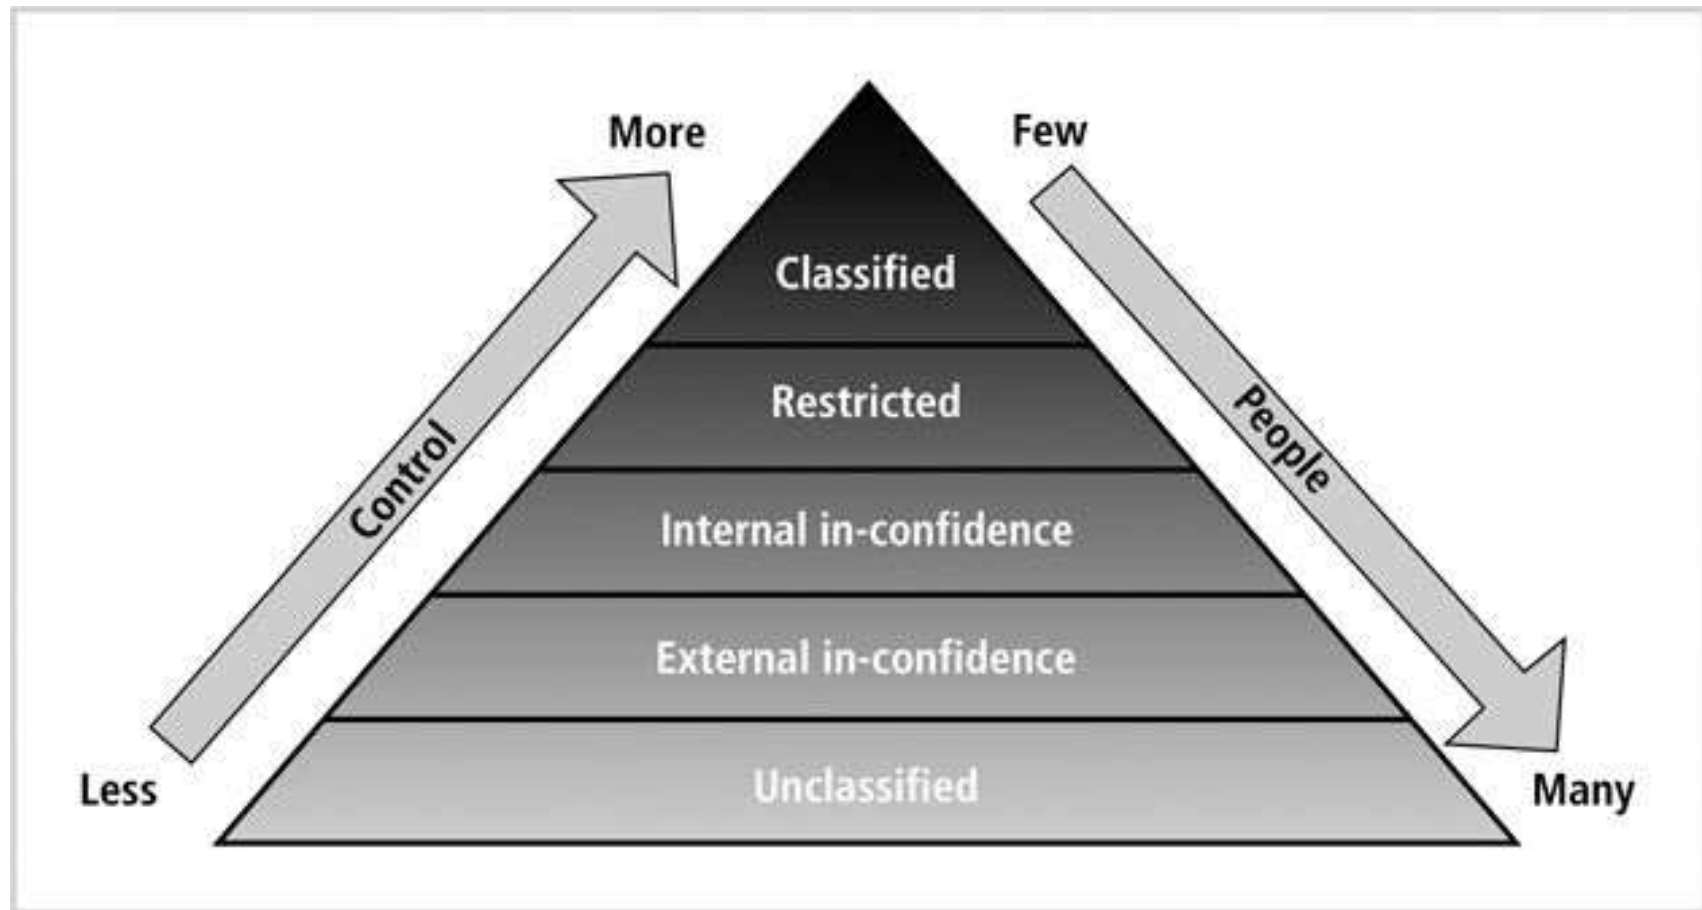 More
Few
Classified
Restricted
Control
People
Internal in-confidence
External in-confidence
Unclassified
Less
Many